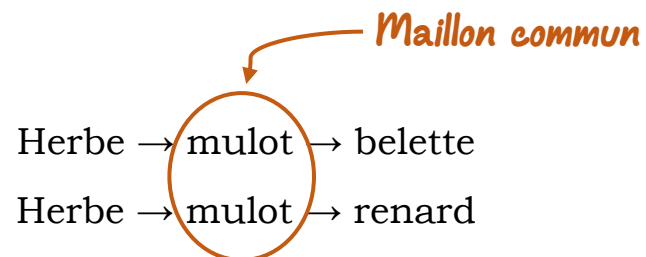 Maillon commun
Herbe → mulot → belette
Herbe → mulot → renard